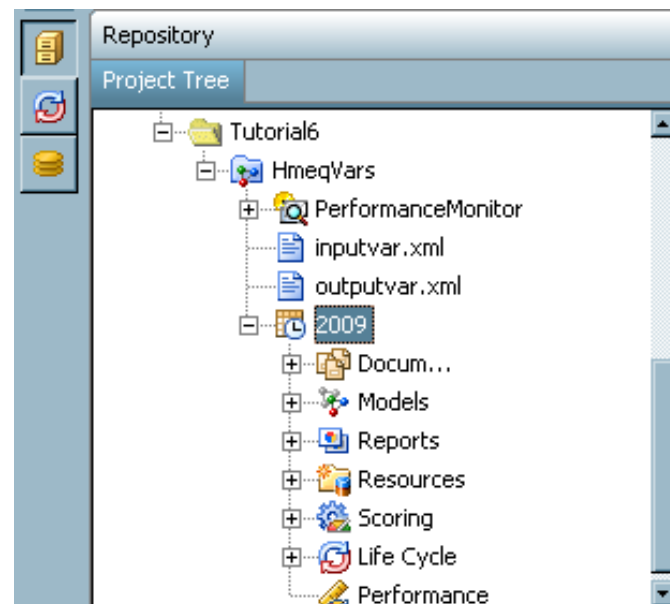 Repository
Project Tree
Tutorial6
HmeqVars
PerformanceMonitor
inputvar.xml
outputvar.xml
2009
Docum...
Models
Reports
Resources
Scoring
Life Cycle
Performance